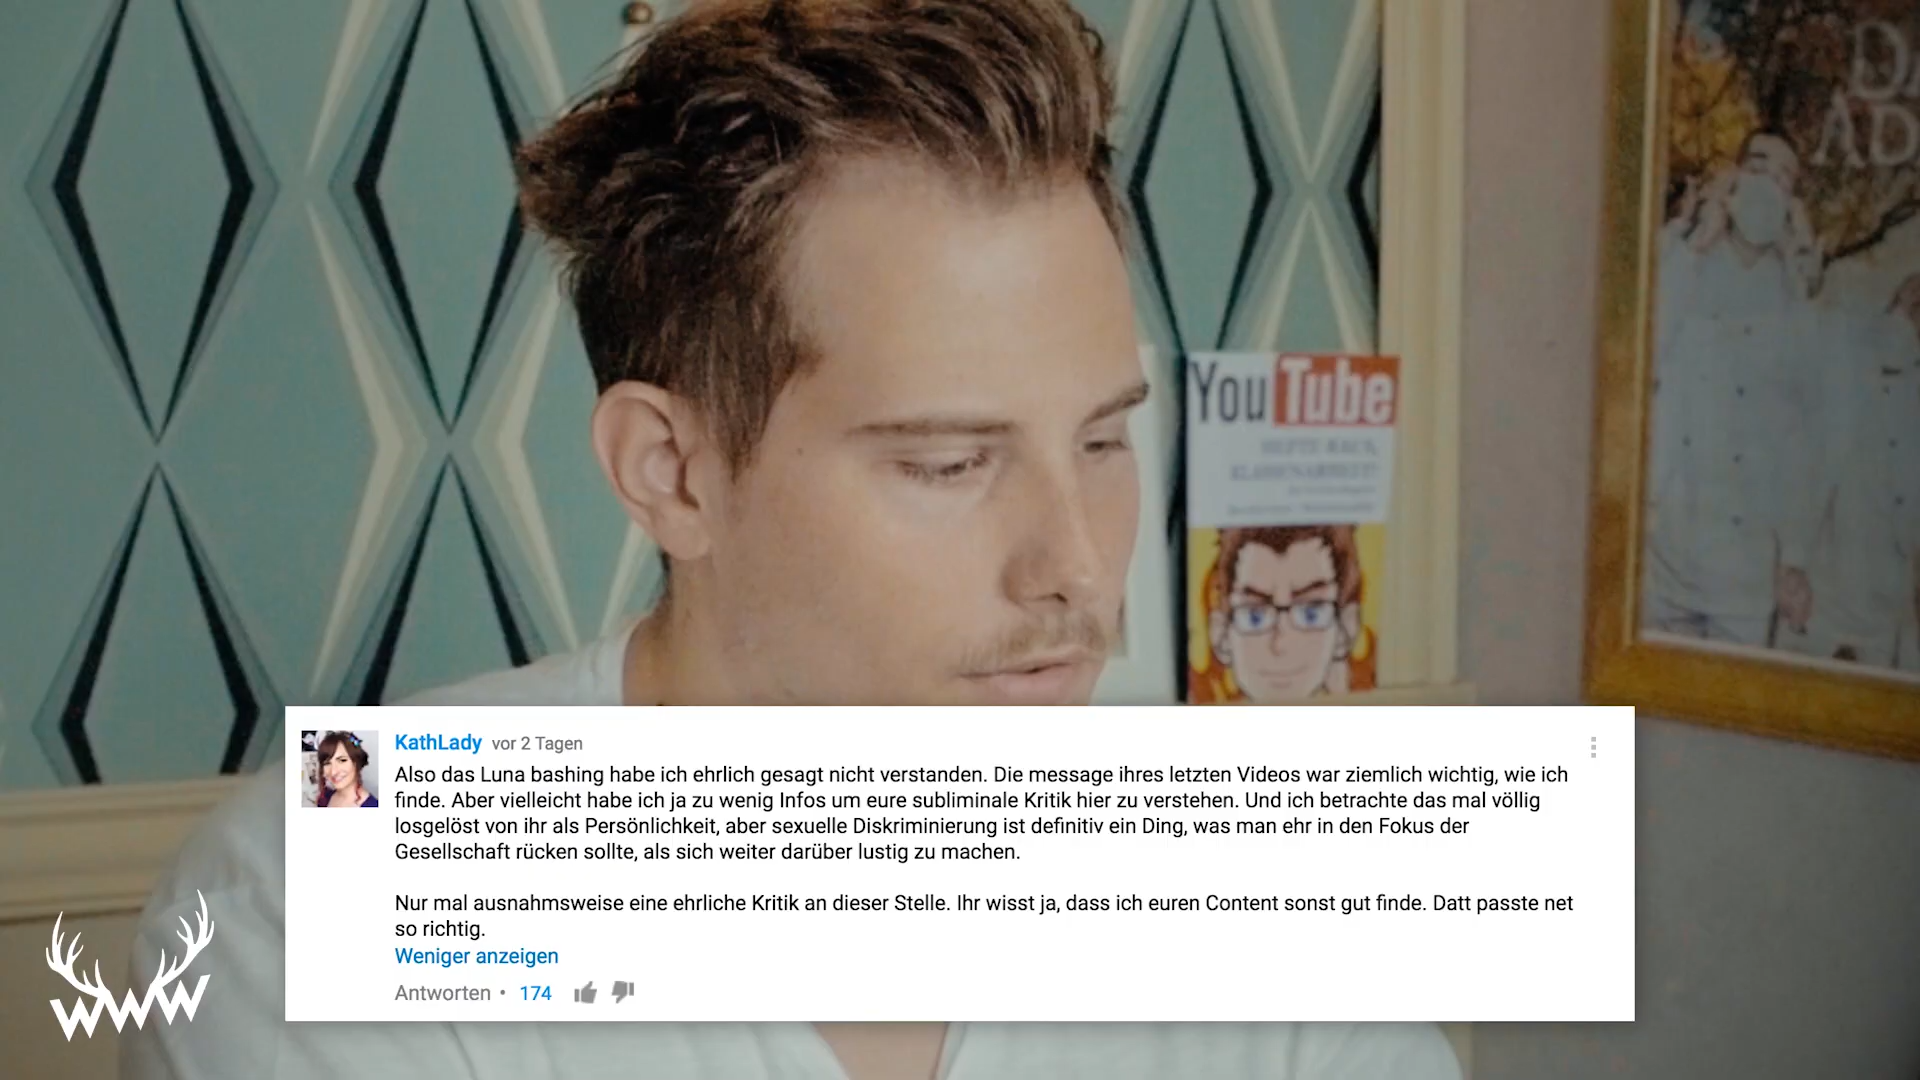 D
AD
You Tube
KathLady vor 2 Tagen
Also das Luna bashing habe ich ehrlich gesagt nicht verstanden. Die message ihres letzten Videos war ziemlich wichtig, wie ich
finde. Aber vielleicht habe ich ja zu wenig Infos um eure subliminale Kritik hier zu verstehen. Und ich betrachte das mal völlig
losgelöst von ihr als Persönlichkeit, aber sexuelle Diskriminierung ist definitiv ein Ding, was man ehr in den Fokus der
Gesellschaft rücken sollte, als sich weiter darüber lustig zu machen.
Nur mal ausnahmsweise eine ehrliche Kritik an dieser Stelle. Ihr wisst ja, dass ich euren Content sonst gut finde. Datt passte net
so richtig.
Weniger anzeigen
Antworten • 174
WWW